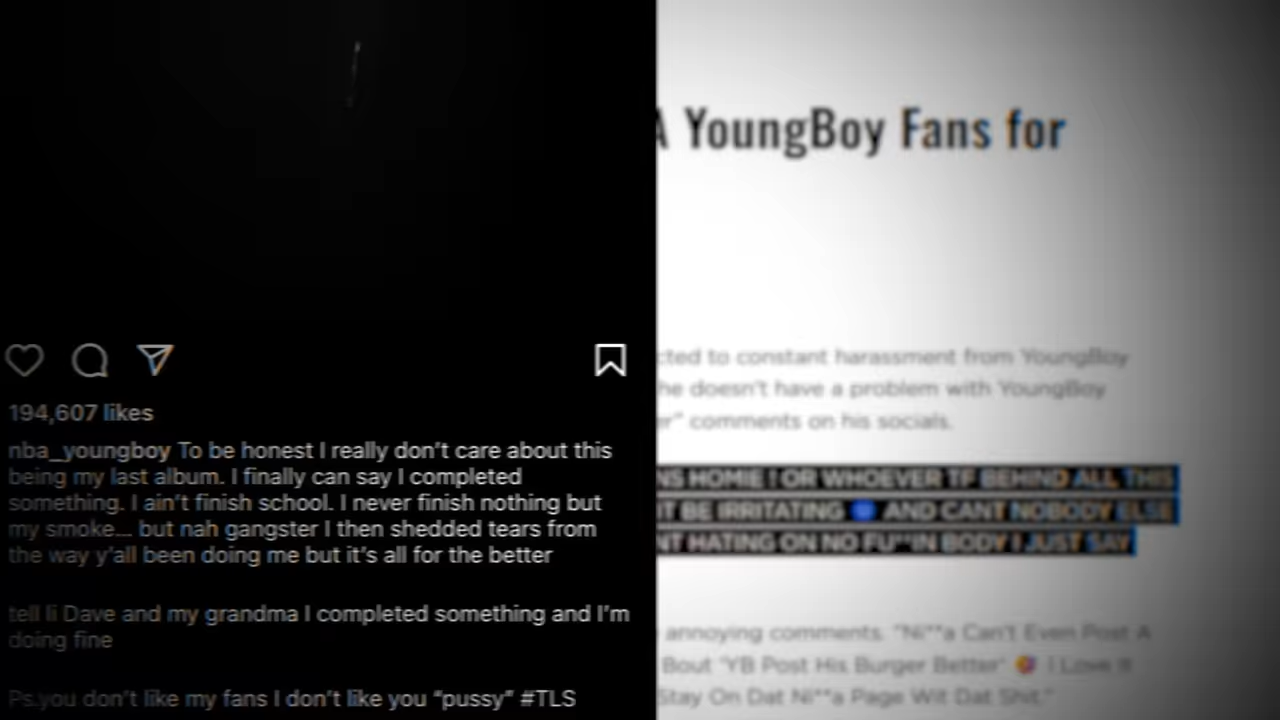 194,607 likes
nba_youngboy To be honest I really don't care about this
being my last album. I finally can say I completed
something. I ain't finish school. I never finish nothing but
my smoke... but nah gangster I then shedded tears from
the way y'all been doing me but it's all for the better
tell li Dave and my grandma I completed something and I'm
doing fine
Ps.you don't like my fans I don't like you “pussy” #TLS
A YoungBoy Fans for
cted to constant harassment from YoungBoy
he doesn't have a problem with YoungBoy
er” comments on his socials.
NS HOMIE ! OR WHOEVER TF BEHIND ALL THIS
IT BE IRRITATING 🔵 AND CANT NOBODY ELSE
NT HATING ON NO FU**IN BODY I JUST SAY
annoying comments. “Ni**a Can't Even Post A
Bout 'YB Post His Burger Better' I Love It
Stay On Dat Ni**a Page Wit Dat Shit.”